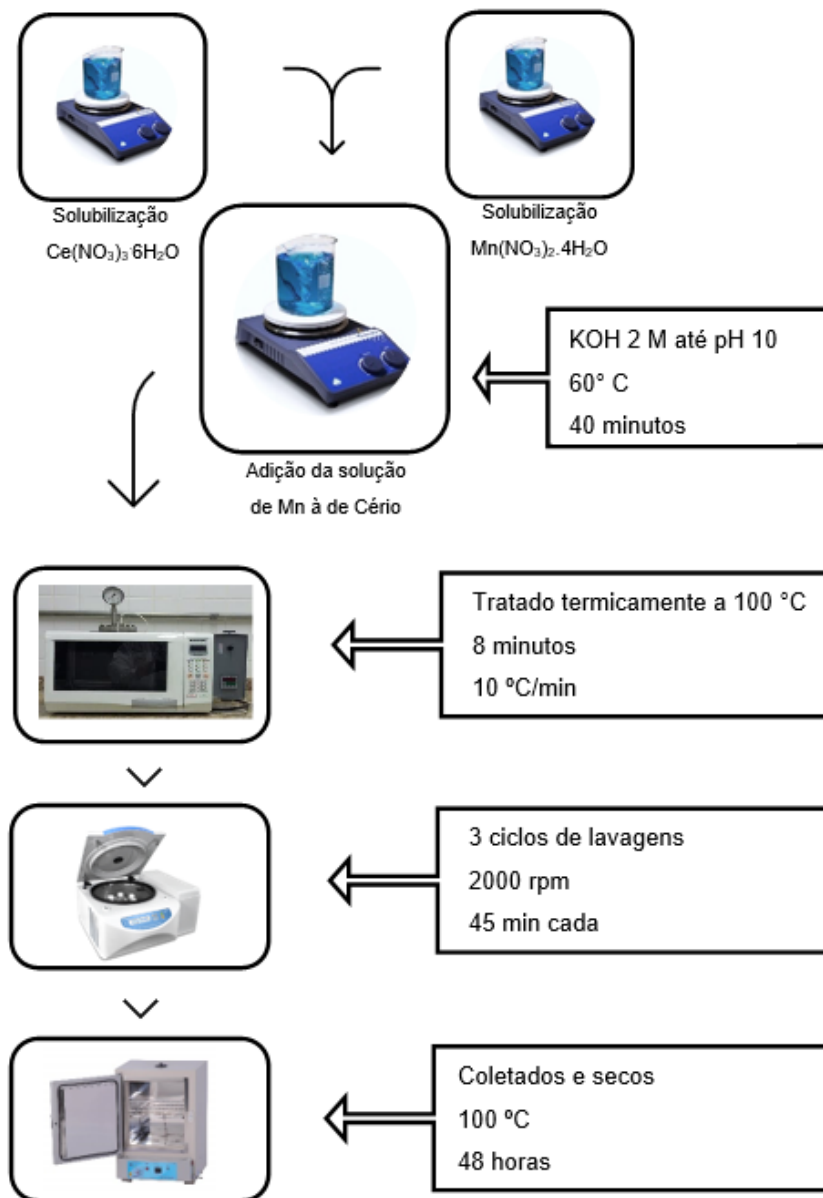 Solubilização
Ce(NO₃)₃·6H₂O
Solubilização
Mn(NO₃)₂.4H₂O
Adição da solução
de Mn à de Cério
KOH 2 M até pH 10
60° C
40 minutos
Tratado termicamente a 100 °C
8 minutos
10 ºC/min
3 ciclos de lavagens
2000 rpm
45 min cada
Coletados e secos
100 ºC
48 horas